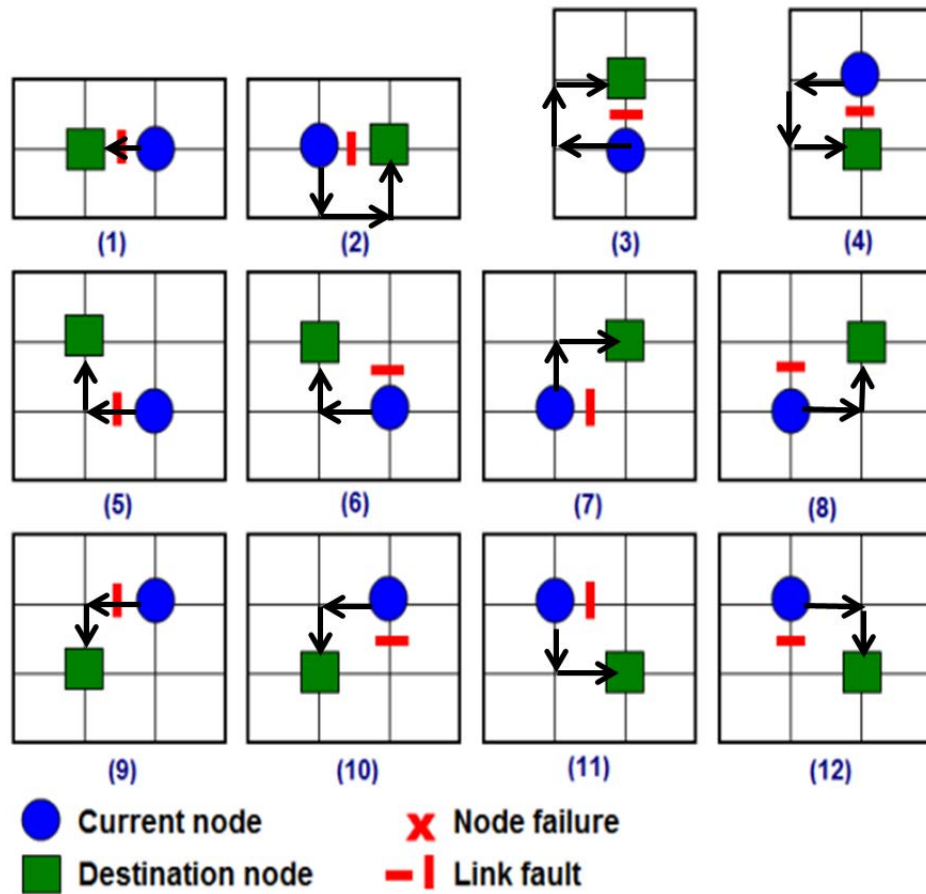 (1) (2) (3) (4)
(5) (6) (7) (8)
(9) (10) (11) (12)
Current node x Node failure
Destination node Link fault